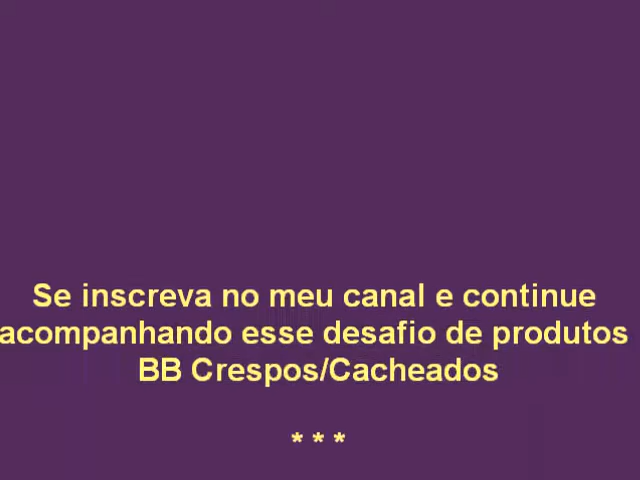 Se inscreva no meu canal e continue
acompanhando esse desafio de produtos
BB Crespos/Cacheados
* * *